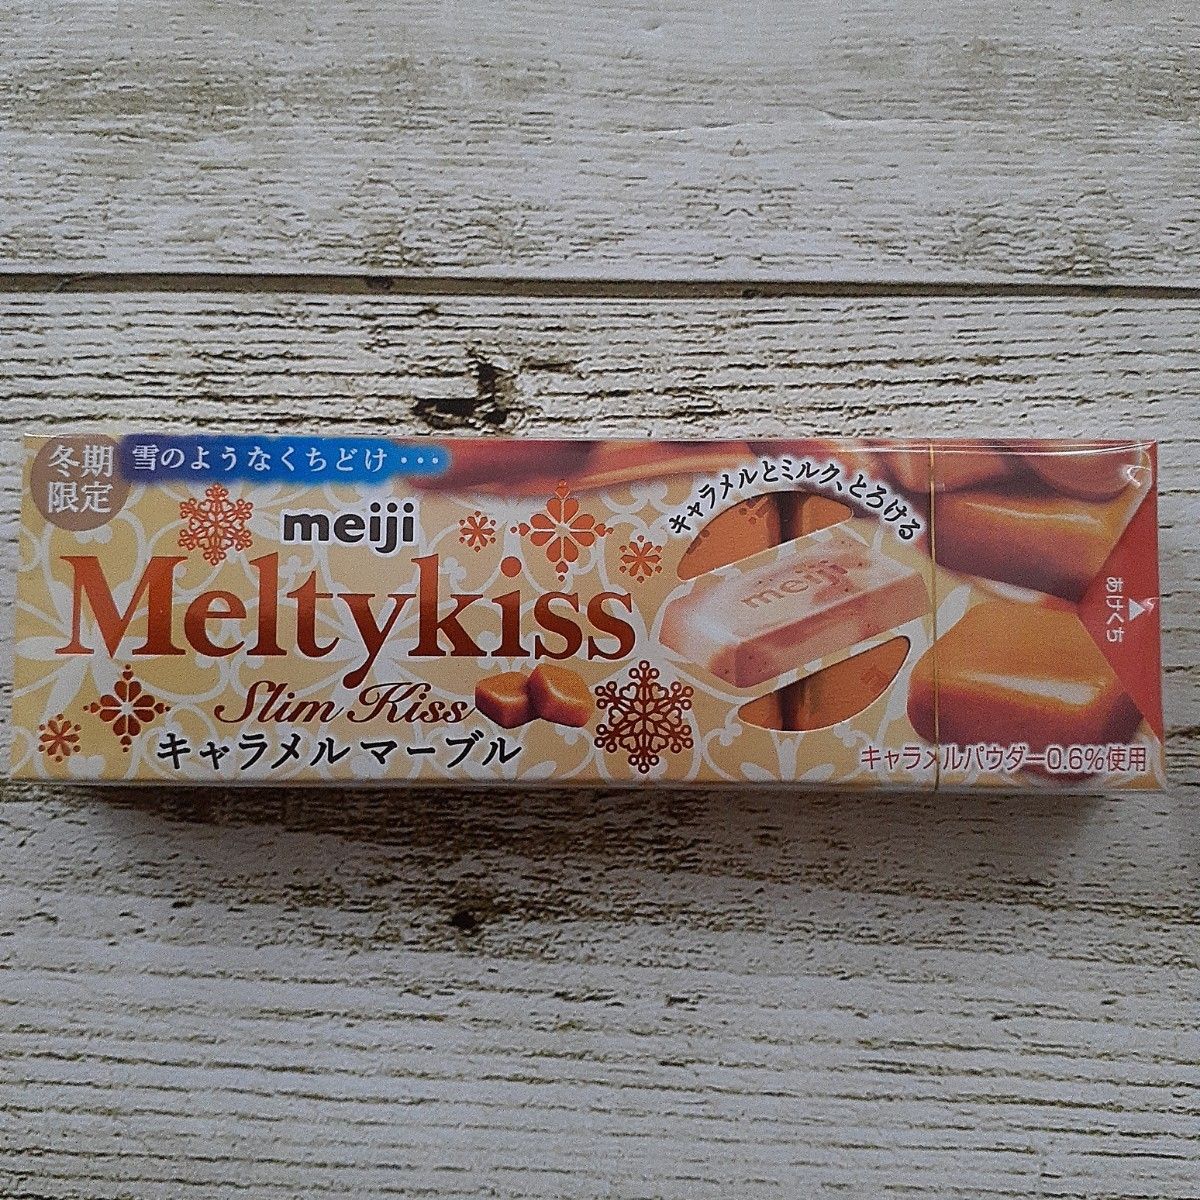 冬期
限定
雪のようなくちどけ・・・
meiji
Meltykiss
Slim Kiss
キャラメルマーブル
キャラメルとミルク、とろける
meiji
あけくち
キャラメルパウダー0.6%使用